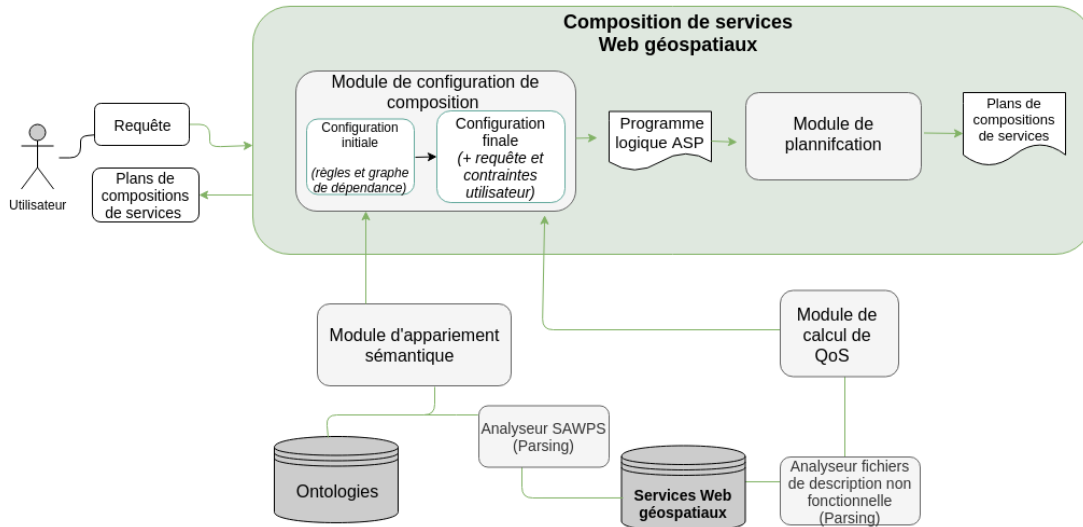 Composition de services
Web géospatiaux
Module de configuration de
composition
Configuration
initiale
(règles et graphe
de dépendance)
Configuration
finale
(+ requête et
contraintes
utilisateur)
Programme
logique ASP
Module de
plannifcation
Plans de
compositions
de services
Requête
Plans de
compositions
de services
Utilisateur
Module d'appariement
sémantique
Module de
calcul de
QoS
Analyseur SAWPS
(Parsing)
Ontologies
Services Web
géospatiaux
Analyseur fichiers
de description non
fonctionnelle
(Parsing)